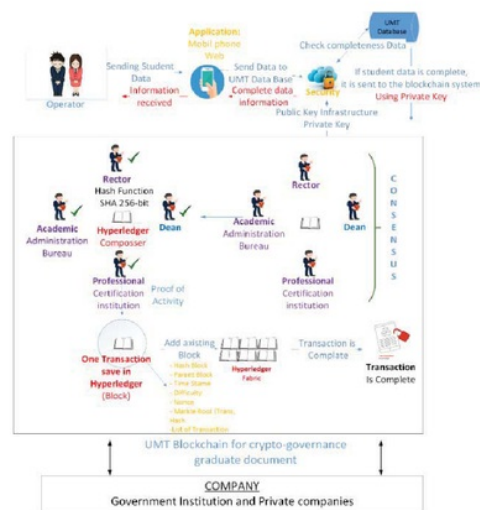 Application:
Mobil phone
Web
UMT
Database
Check completeness Data
Sending Student
Data
Send Data to
UMT Data Base
Information
received
Complete data
information
Security
If student data is complete,
it is sent to the blockchain system
Using Private Key
Operator
Public Key Infrastructure
Private Key
Rector
Hash Function
SHA 256-bit
Rector
Academic
Administration
Bureau
Hyperledger
Compposer
Dean
Academic
Administration
Bureau
Dean
CONSENSUS
Professional
Certification
institution
Proof of
Activity
Professional
Certification
institution
One Transaction
save in
Hyperledger
(Block)
Add existing
Block
- Hash Block
- Parent Block
- Time Stamp
- Difficulty
- Nonce
- Markle Root (Trans.
Hash
-List of Transaction
Hyperledger
Fabric
Transaction is
Complate
Transaction
Is Complete
UMT Blockchain for crypto-governance
graduate document
COMPANY
Government Institution and Private companies